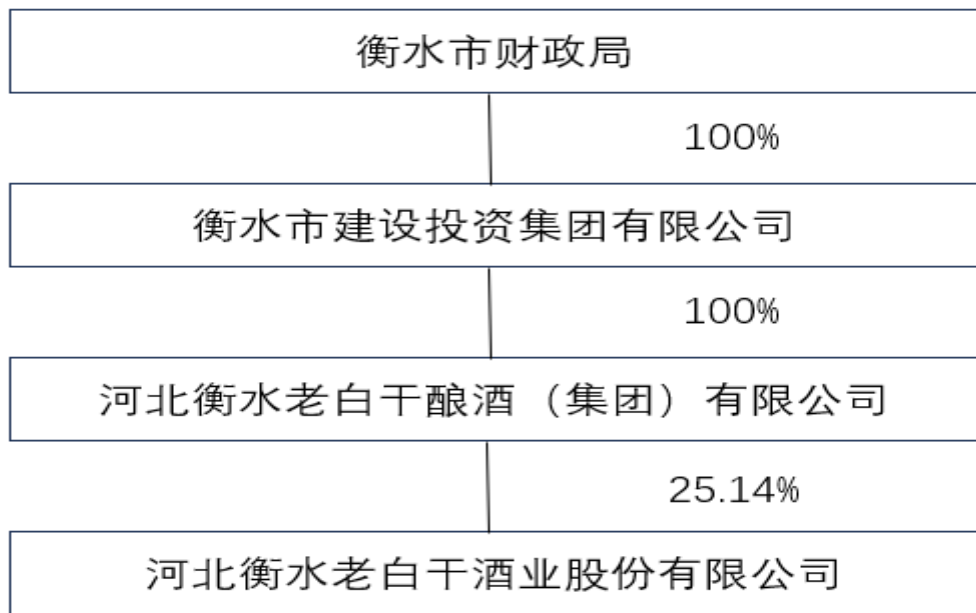 衡水市财政局
100%
衡水市建设投资集团有限公司
100%
河北衡水老白干酿酒（集团）有限公司
25.14%
河北衡水老白干酒业股份有限公司